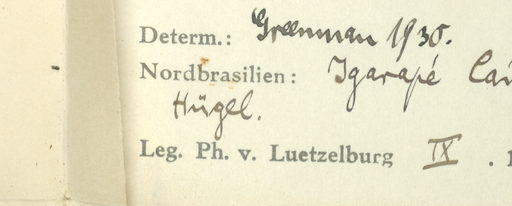 Determ.: Greenman 1930.
Nordbrasilien: Igarapé
Hügel.
Leg. Ph. v. Luetzelburg IX .